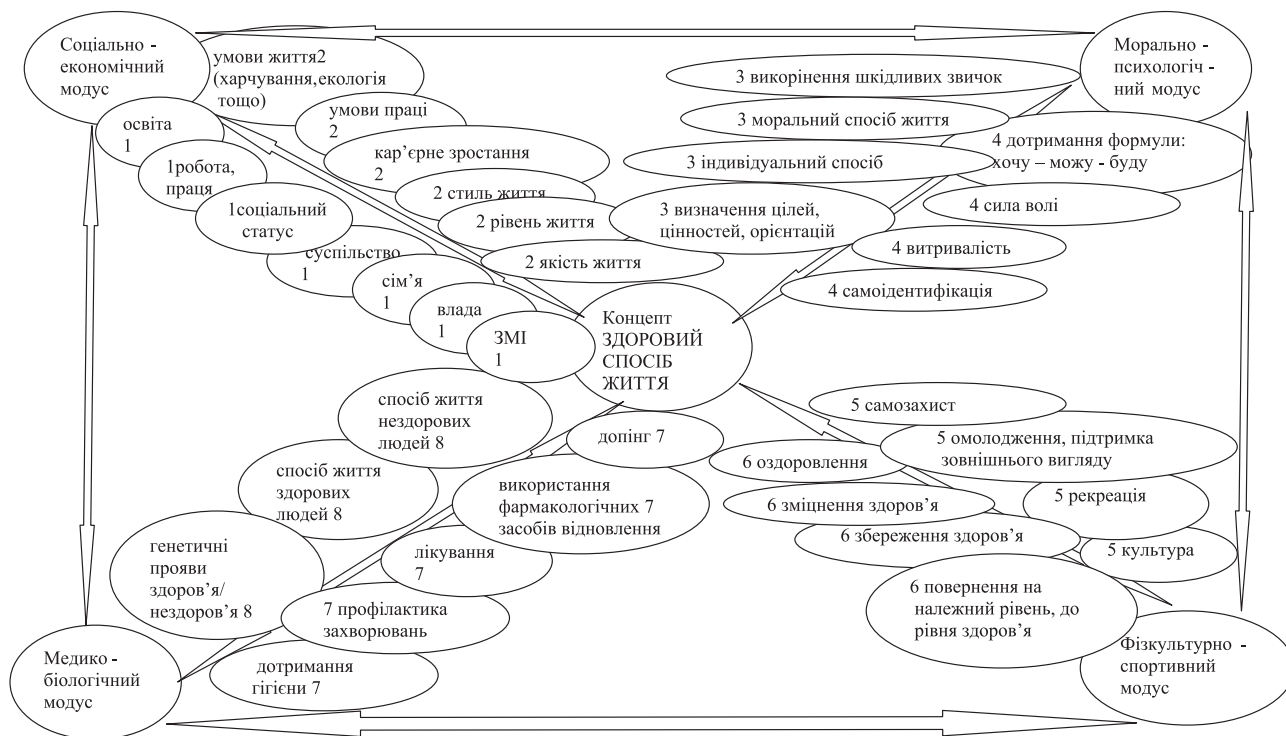 Соціально -
економічний
модус
умови життя2
(харчування,екологія
тощо)
Морально -
психологіч -
ний модус
3 викорінення шкідливих звичок
освіта
1
умови праці
2
3 моральний спосіб життя
4 дотримання формули:
хочу – можу - буду
1робота,
праця
кар’єрне зростання
2
3 індивідуальний спосіб
1соціальний
статус
2 стиль життя
2 рівень життя
3 визначення цілей,
цінностей, орієнтацій
4 сила волі
суспільство
1
2 якість життя
4 витривалість
сім’я
1
4 самоідентифікація
влада
1
ЗМІ
1
Концепт
ЗДОРОВИЙ
СПОСІБ
ЖИТТЯ
спосіб життя
нездорових
людей 8
допінг 7
5 самозахист
5 омолодження, підтримка
зовнішнього вигляду
6 оздоровлення
спосіб життя
здорових
людей 8
використання
фармакологічних 7
засобів відновлення
6 зміцнення здоров’я
5 рекреація
генетичні
прояви
здоров’я/
нездоров’я 8
лікування
7
6 збереження здоров’я
5 культура
7 профілактика
захворювань
6 повернення на
належний рівень, до
рівня здоров’я
Медико -
біологічний
модус
дотримання
гігієни 7
Фізкультурно -
спортивний
модус